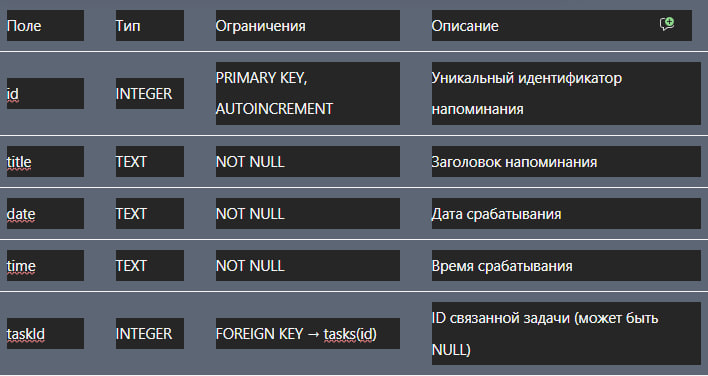 Поле Тип Ограничения Описание
id INTEGER PRIMARY KEY, AUTOINCREMENT Уникальный идентификатор напоминания
title TEXT NOT NULL Заголовок напоминания
date TEXT NOT NULL Дата срабатывания
time TEXT NOT NULL Время срабатывания
taskId INTEGER FOREIGN KEY → tasks(id) ID связанной задачи (может быть NULL)